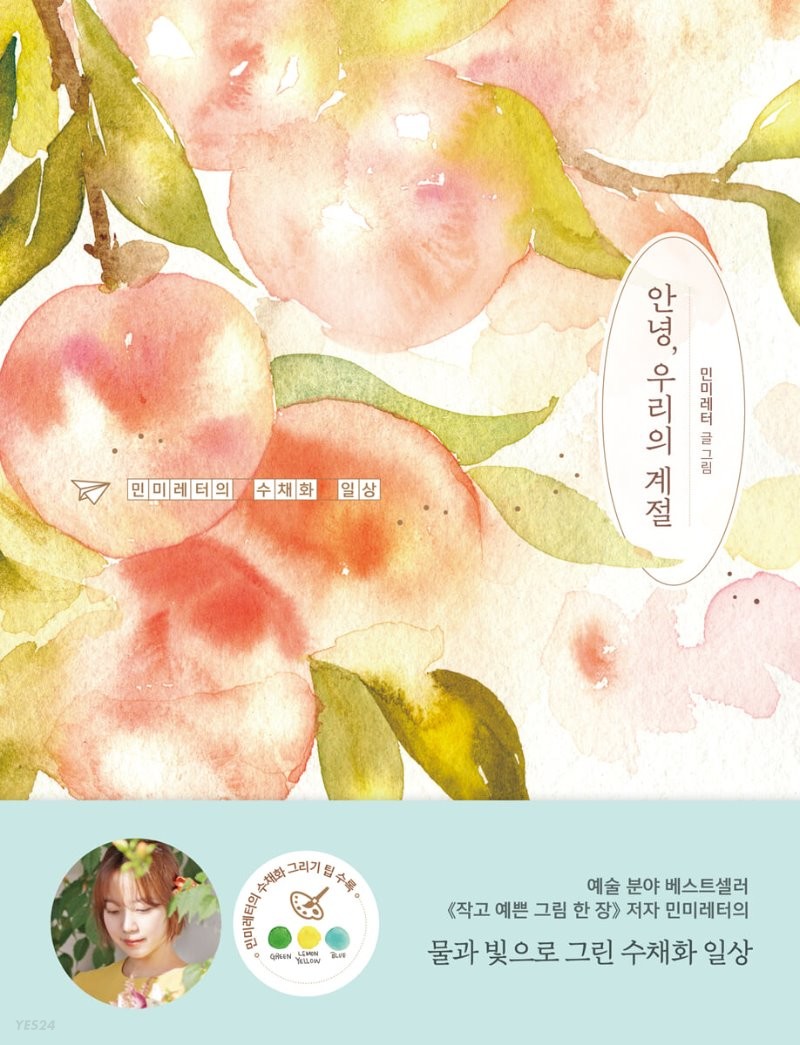 안녕, 우리의 계절
민미레터 글 그림
민미레터의 수채화 일상
민미레터의 수채화 그리기 팁 수록
GREEN
LEMON
YELLOW
BLUE
예술 분야 베스트셀러
《작고 예쁜 그림 한 장》 저자 민미레터의
물과 빛으로 그린 수채화 일상
YES24